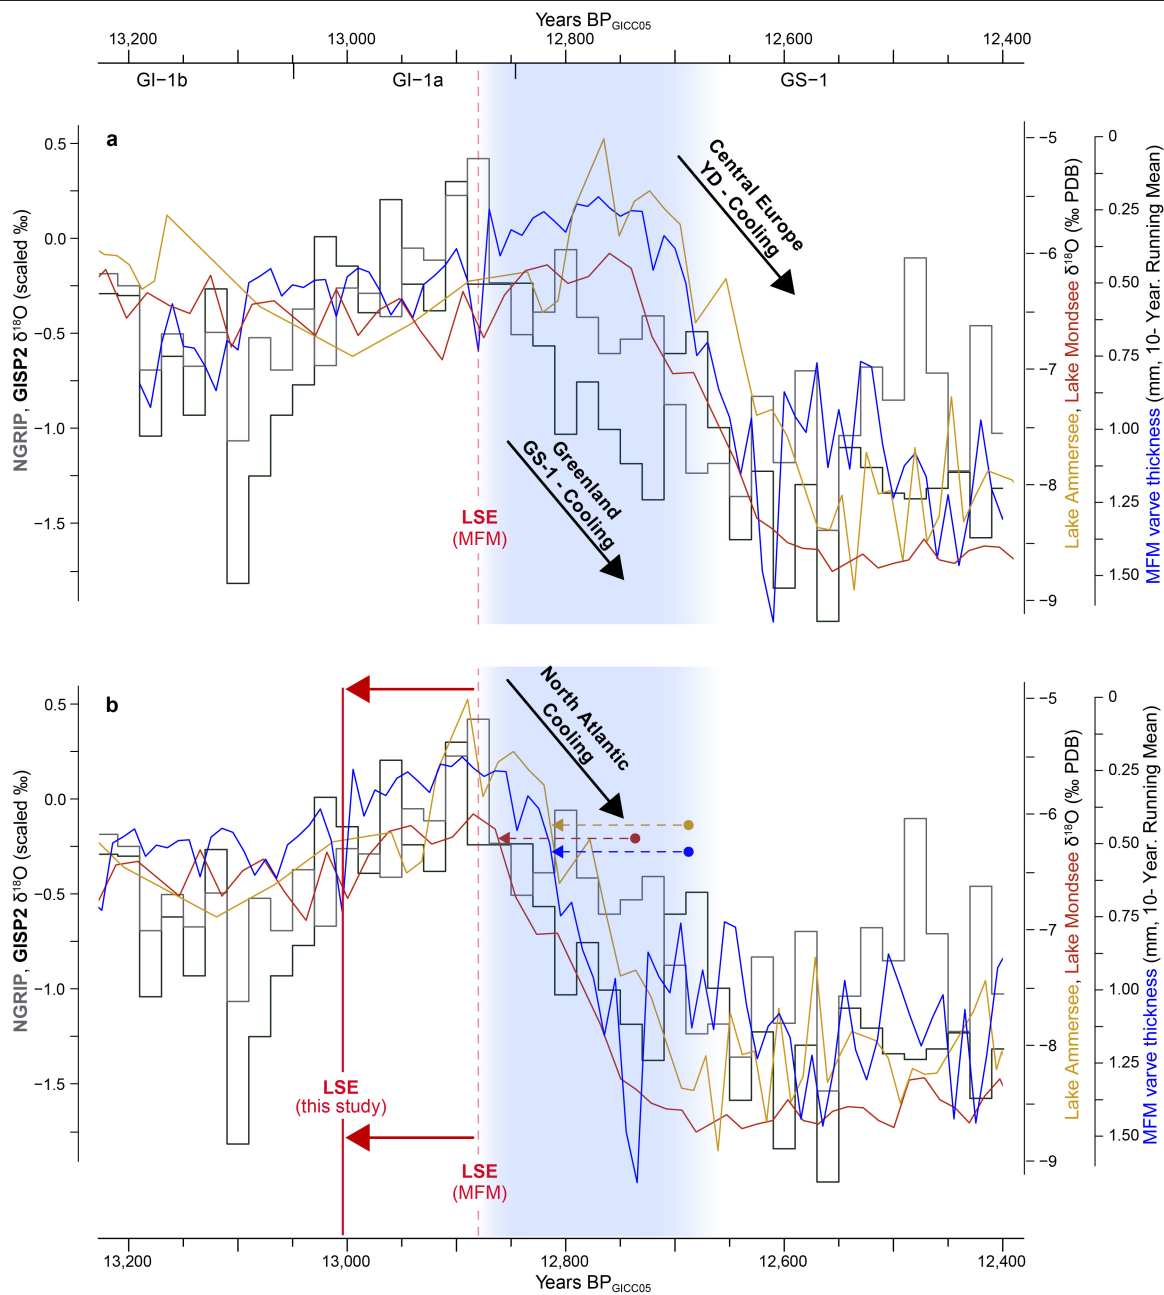 Years BP GICC05
13,200 13,000 12,800 12,600 12,400
GI−1b GI−1a GS−1
a
0.5
0.0
−0.5
−1.0
−1.5
NGRIP, GISP2 δ18O (scaled ‰)
Central Europe
YD - Cooling
Greenland
GS-1 - Cooling
LSE
(MFM)
−5
−6
−7
−8
−9
Lake Ammersee, Lake Mondsee δ18O (‰ PDB)
0
0.25
0.50
0.75
1.00
1.25
1.50
MFM varve thickness (mm, 10- Year. Running Mean)
b
0.5
0.0
−0.5
−1.0
−1.5
NGRIP, GISP2 δ18O (scaled ‰)
North Atlantic
Cooling
LSE
(this study)
LSE
(MFM)
−5
−6
−7
−8
−9
Lake Ammersee, Lake Mondsee δ18O (‰ PDB)
0
0.25
0.50
0.75
1.00
1.25
1.50
MFM varve thickness (mm, 10- Year. Running Mean)
13,200 13,000 12,800 12,600 12,400
Years BP GICC05